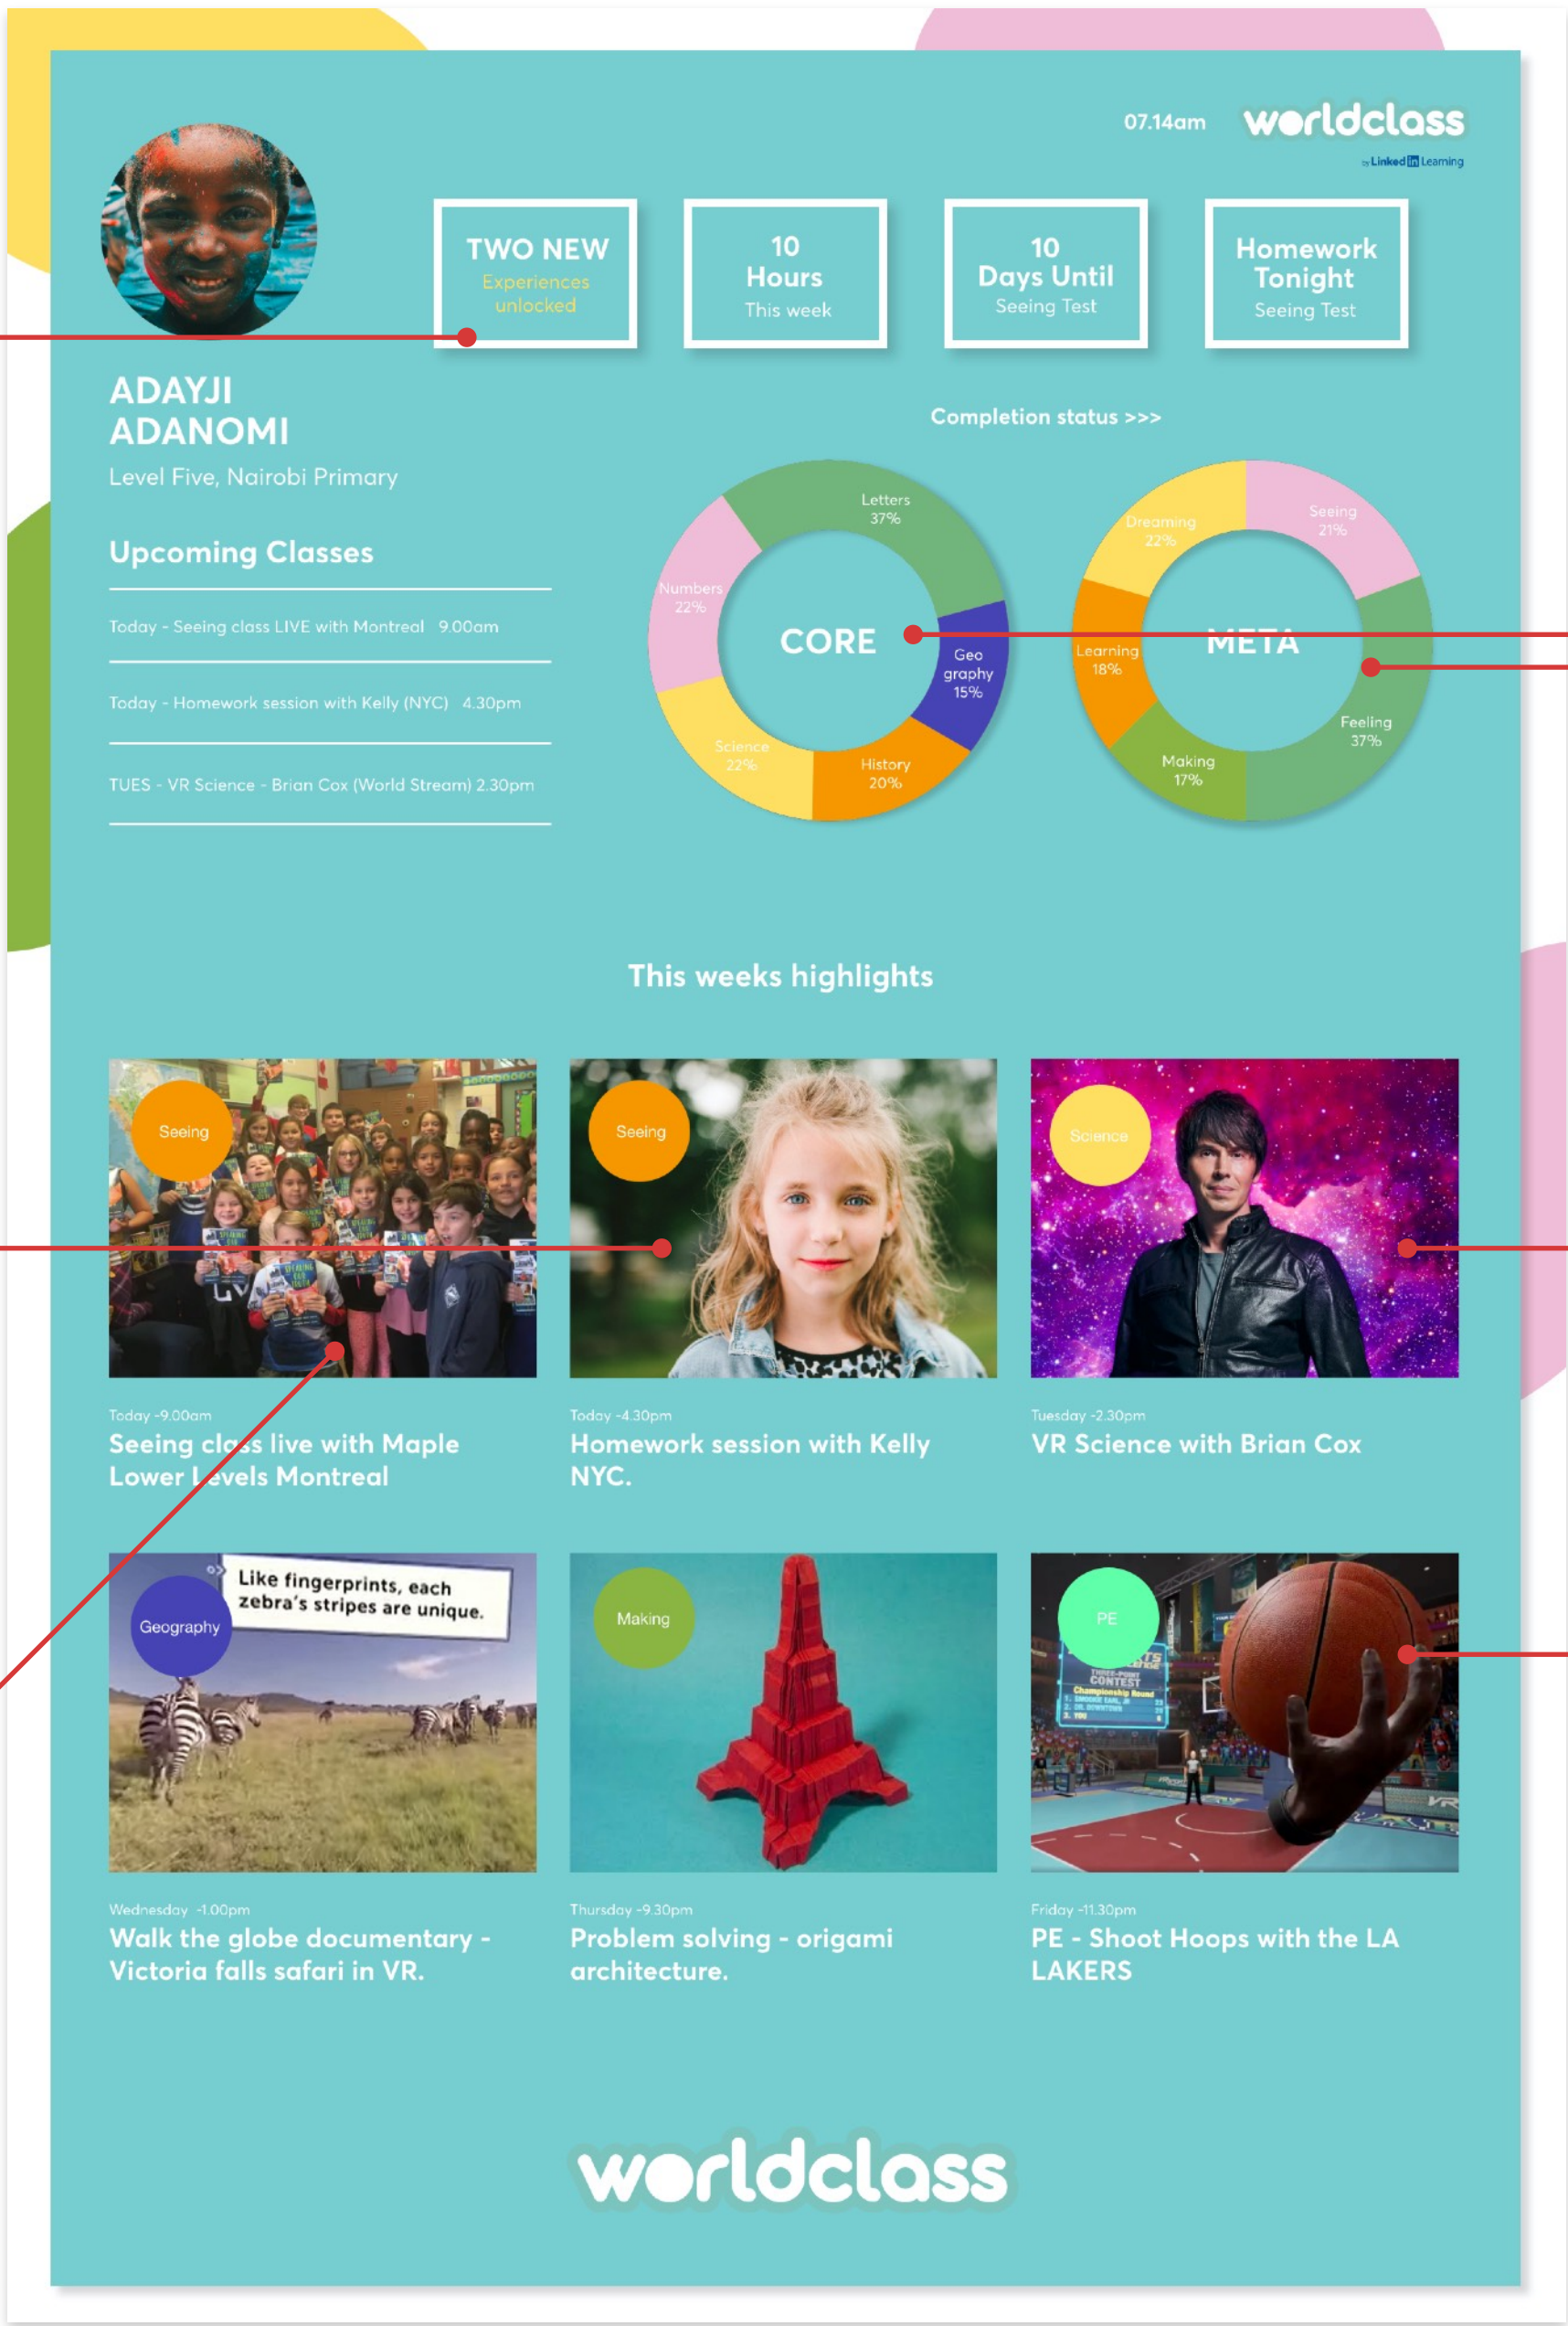 07.14am
worldclass
by LinkedIn Learning
TWO NEW
Experiences
unlocked
10
Hours
This week
10
Days Until
Seeing Test
Homework
Tonight
Seeing Test
ADAYJI
ADANOMI
Level Five, Nairobi Primary
Upcoming Classes
Today - Seeing class LIVE with Montreal 9.00am
Today - Homework session with Kelly (NYC) 4.30pm
TUES - VR Science - Brian Cox (World Stream) 2.30pm
Completion status >>>
CORE
Letters
37%
Geo
graphy
15%
History
20%
Science
22%
Numbers
22%
META
Seeing
21%
Feeling
37%
Making
17%
Learning
18%
Dreaming
22%
This weeks highlights
Seeing
Today -9.00am
Seeing class live with Maple
Lower Levels Montreal
Seeing
Today -4.30pm
Homework session with Kelly
NYC.
Science
Tuesday -2.30pm
VR Science with Brian Cox
Geography
Like fingerprints, each
zebra's stripes are unique.
Wednesday -1.00pm
Walk the globe documentary -
Victoria falls safari in VR.
Making
Thursday -9.30pm
Problem solving - origami
architecture.
PE
THREE-POINT
CONTEST
Championship Round
Friday -11.30pm
PE - Shoot Hoops with the LA
LAKERS
worldclass